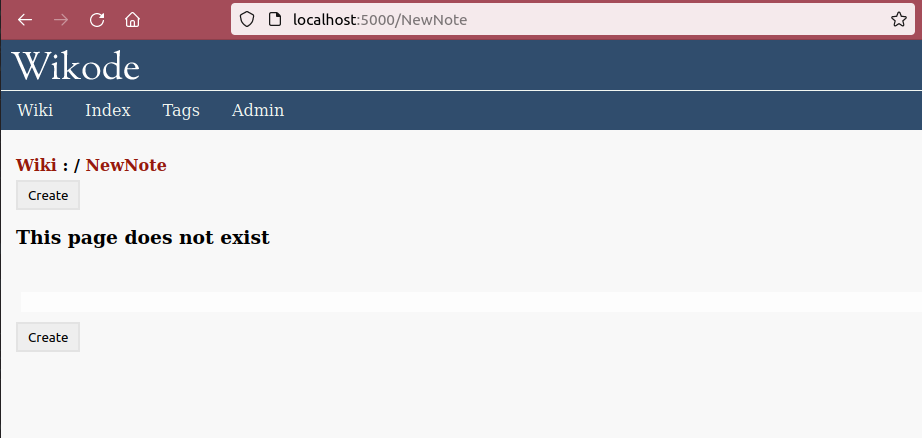 localhost:5000/NewNote
Wikode
Wiki Index Tags Admin
Wiki : / NewNote
Create
This page does not exist
Create